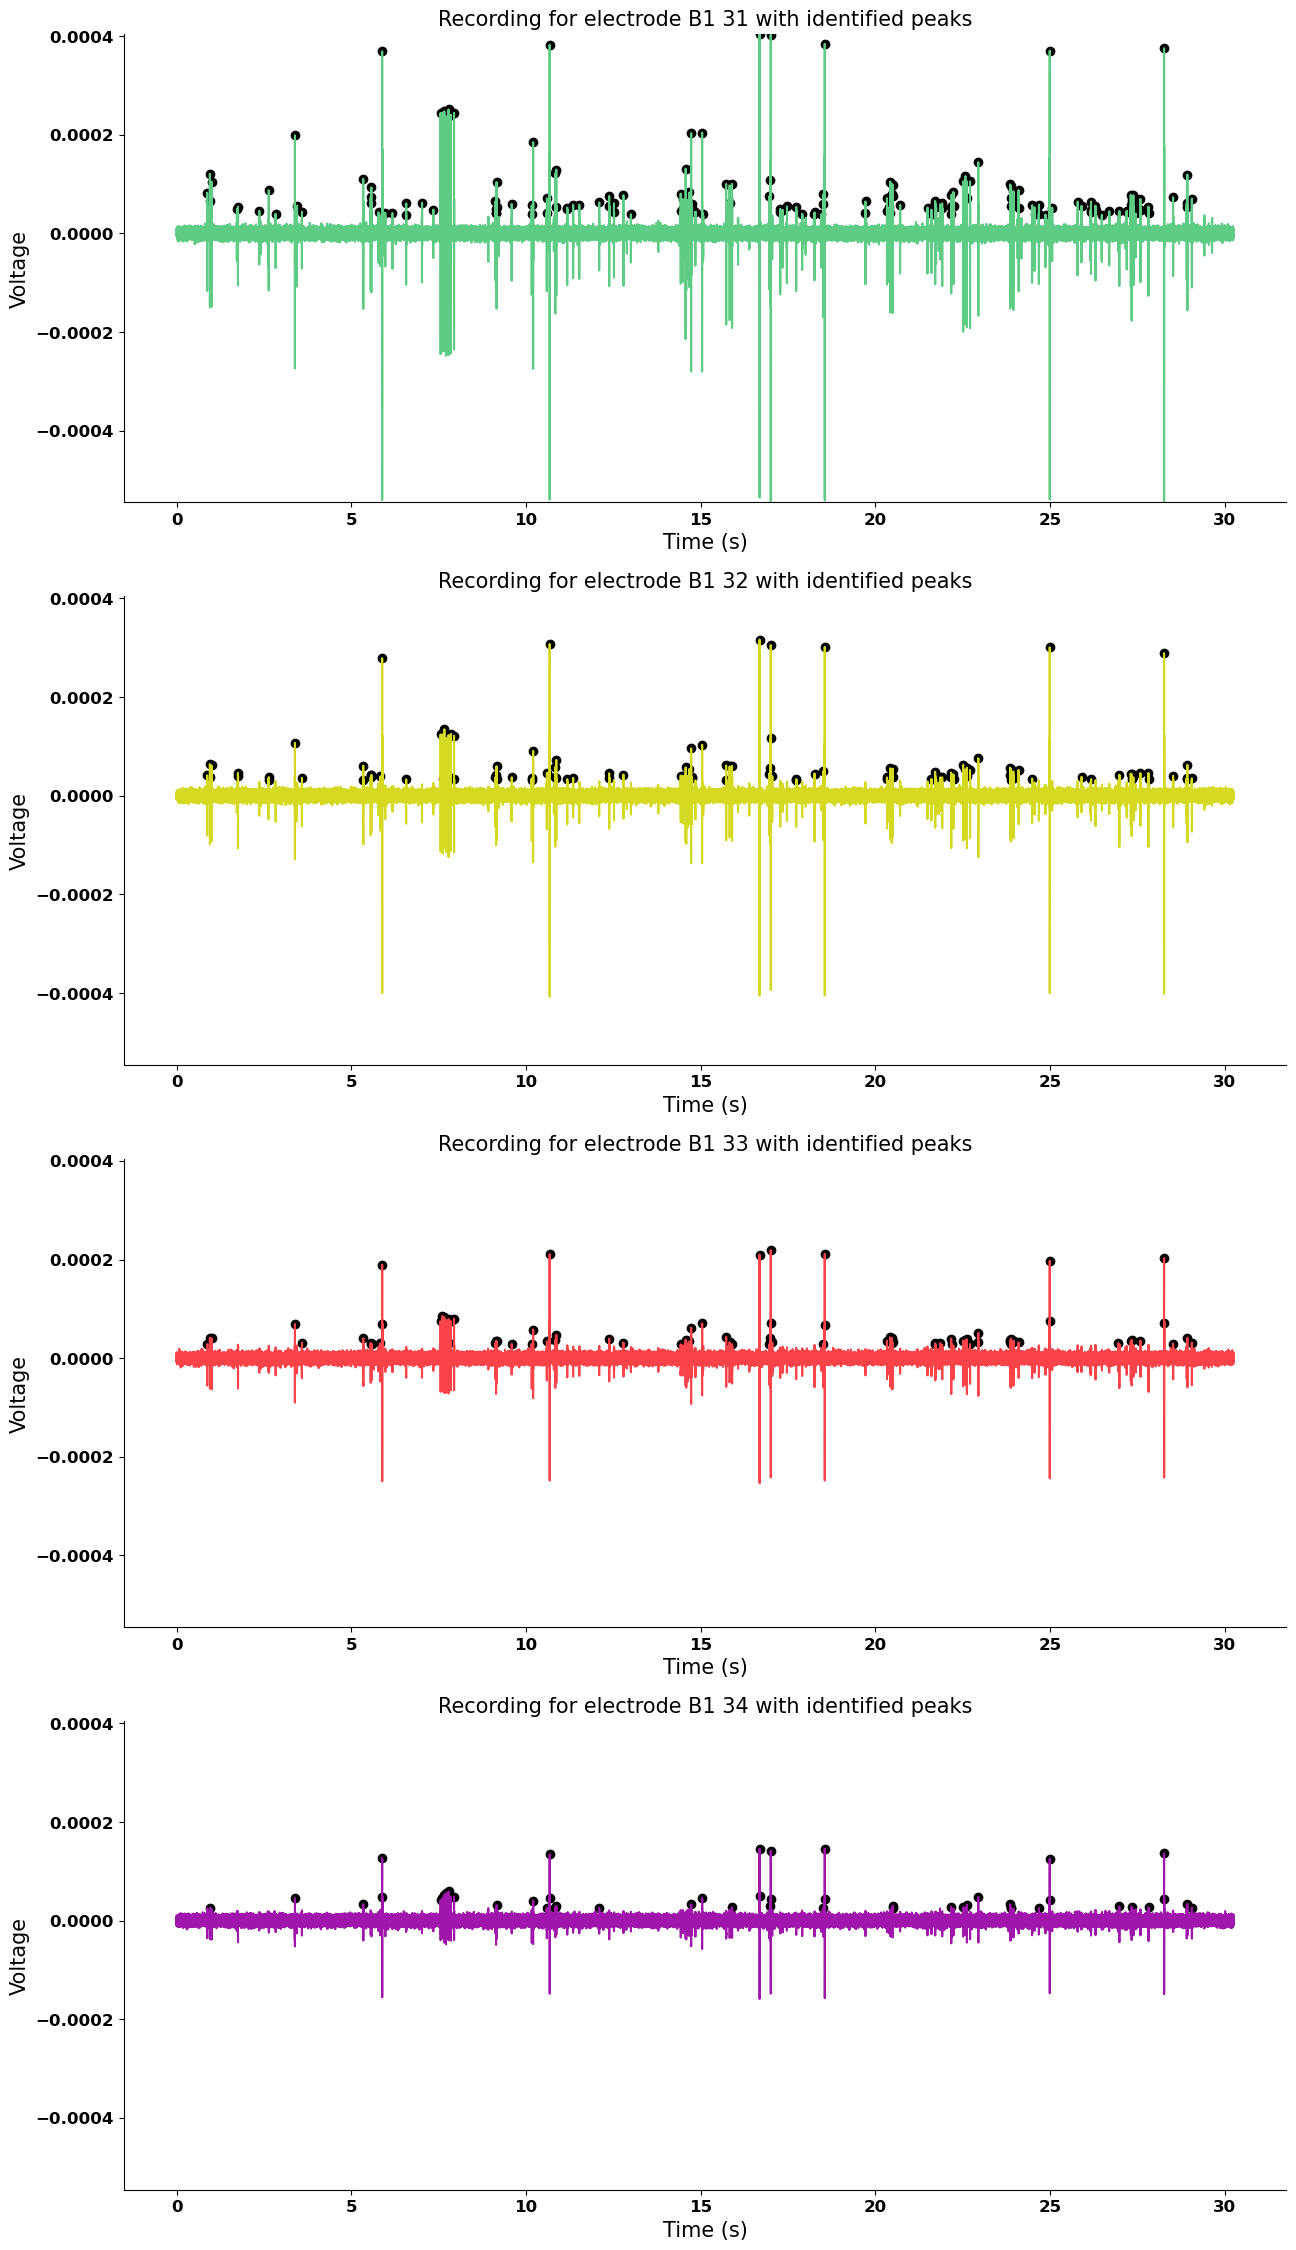 Recording for electrode B1 31 with identified peaks
0.0004
0.0002
0.0000
−0.0002
−0.0004
Voltage
0 5 10 15 20 25 30
Time (s)
Recording for electrode B1 32 with identified peaks
0.0004
0.0002
0.0000
−0.0002
−0.0004
Voltage
0 5 10 15 20 25 30
Time (s)
Recording for electrode B1 33 with identified peaks
0.0004
0.0002
0.0000
−0.0002
−0.0004
Voltage
0 5 10 15 20 25 30
Time (s)
Recording for electrode B1 34 with identified peaks
0.0004
0.0002
0.0000
−0.0002
−0.0004
Voltage
0 5 10 15 20 25 30
Time (s)